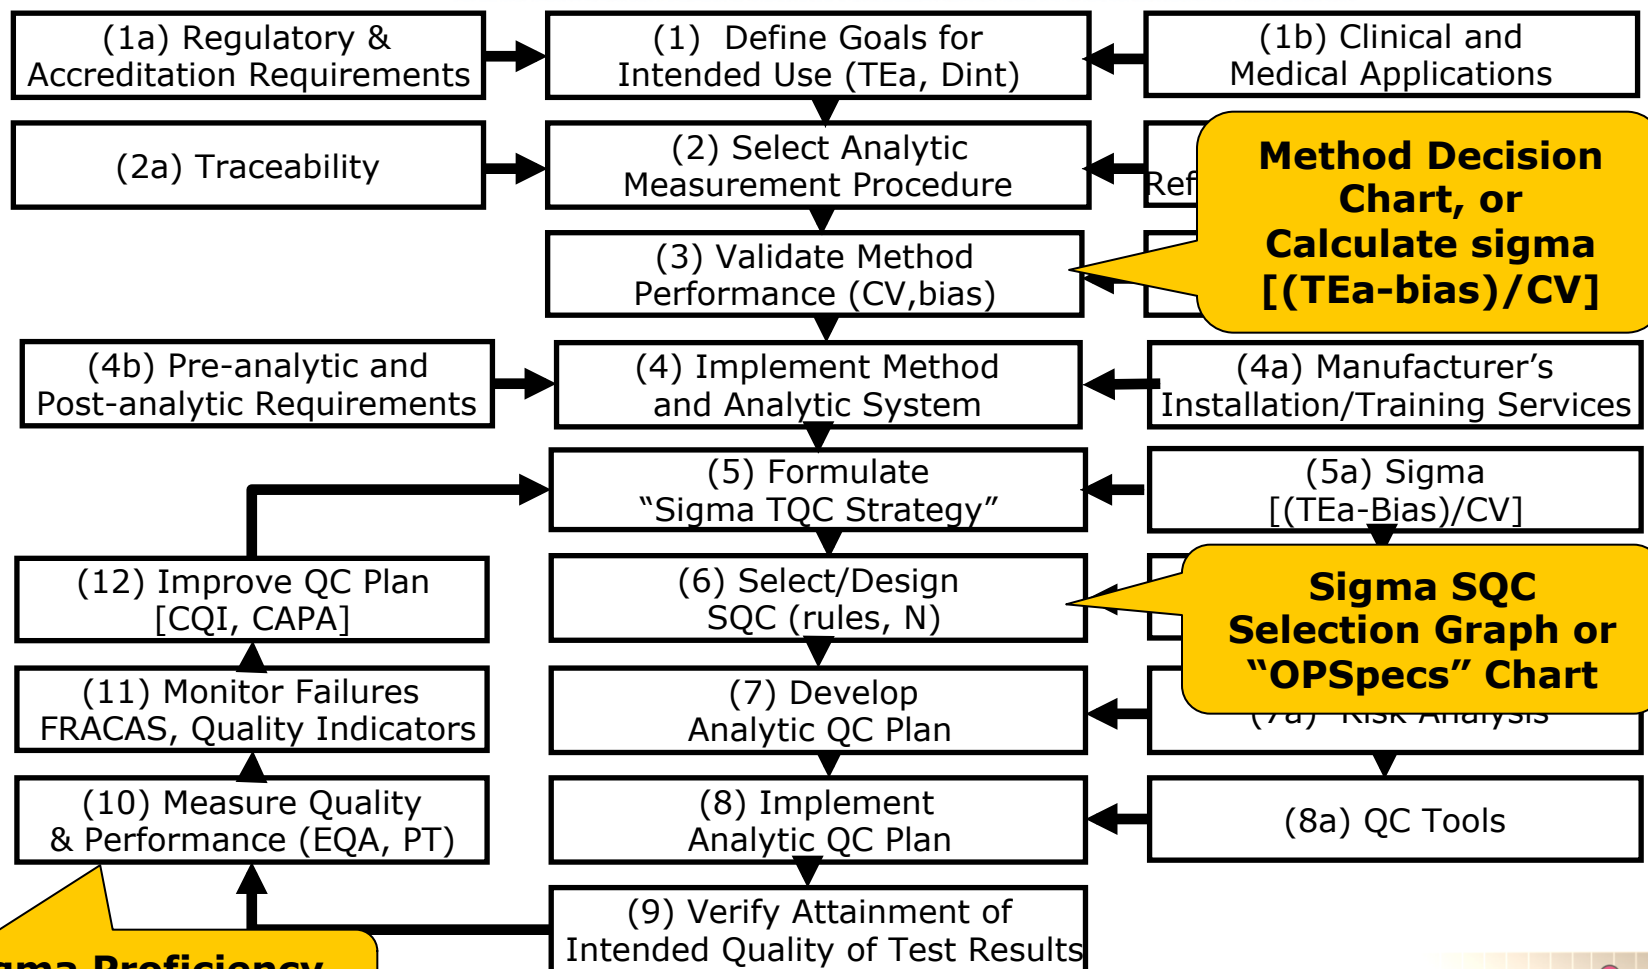 (1a) Regulatory &
Accreditation Requirements
(1) Define Goals for
Intended Use (TEa, Dint)
(1b) Clinical and
Medical Applications
(2a) Traceability
(2) Select Analytic
Measurement Procedure
Ref
Method Decision
Chart, or
Calculate sigma
[(TEa-bias)/CV]
(3) Validate Method
Performance (CV,bias)
(4b) Pre-analytic and
Post-analytic Requirements
(4) Implement Method
and Analytic System
(4a) Manufacturer’s
Installation/Training Services
(5) Formulate
“Sigma TQC Strategy”
(5a) Sigma
[(TEa-Bias)/CV]
(12) Improve QC Plan
[CQI, CAPA]
(6) Select/Design
SQC (rules, N)
Sigma SQC
Selection Graph or
“OPSpecs” Chart
(11) Monitor Failures
FRACAS, Quality Indicators
(7) Develop
Analytic QC Plan
(7a) Risk Analysis
(10) Measure Quality
& Performance (EQA, PT)
(8) Implement
Analytic QC Plan
(8a) QC Tools
(9) Verify Attainment of
Intended Quality of Test Results
gma Proficiency